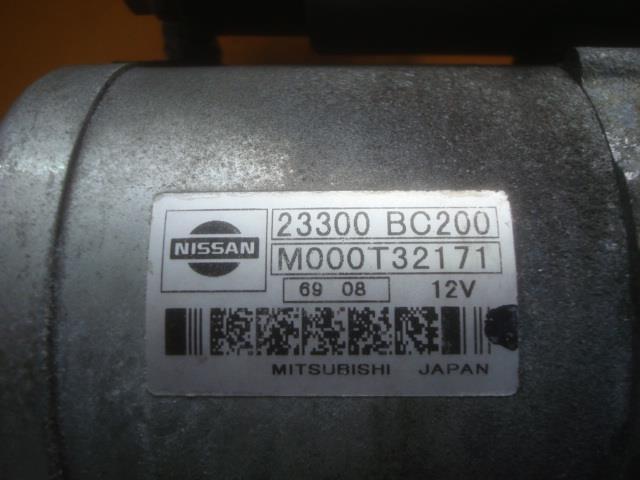 NISSAN
23300 BC200
M000T32171
69 08
12V
MITSUBISHI JAPAN